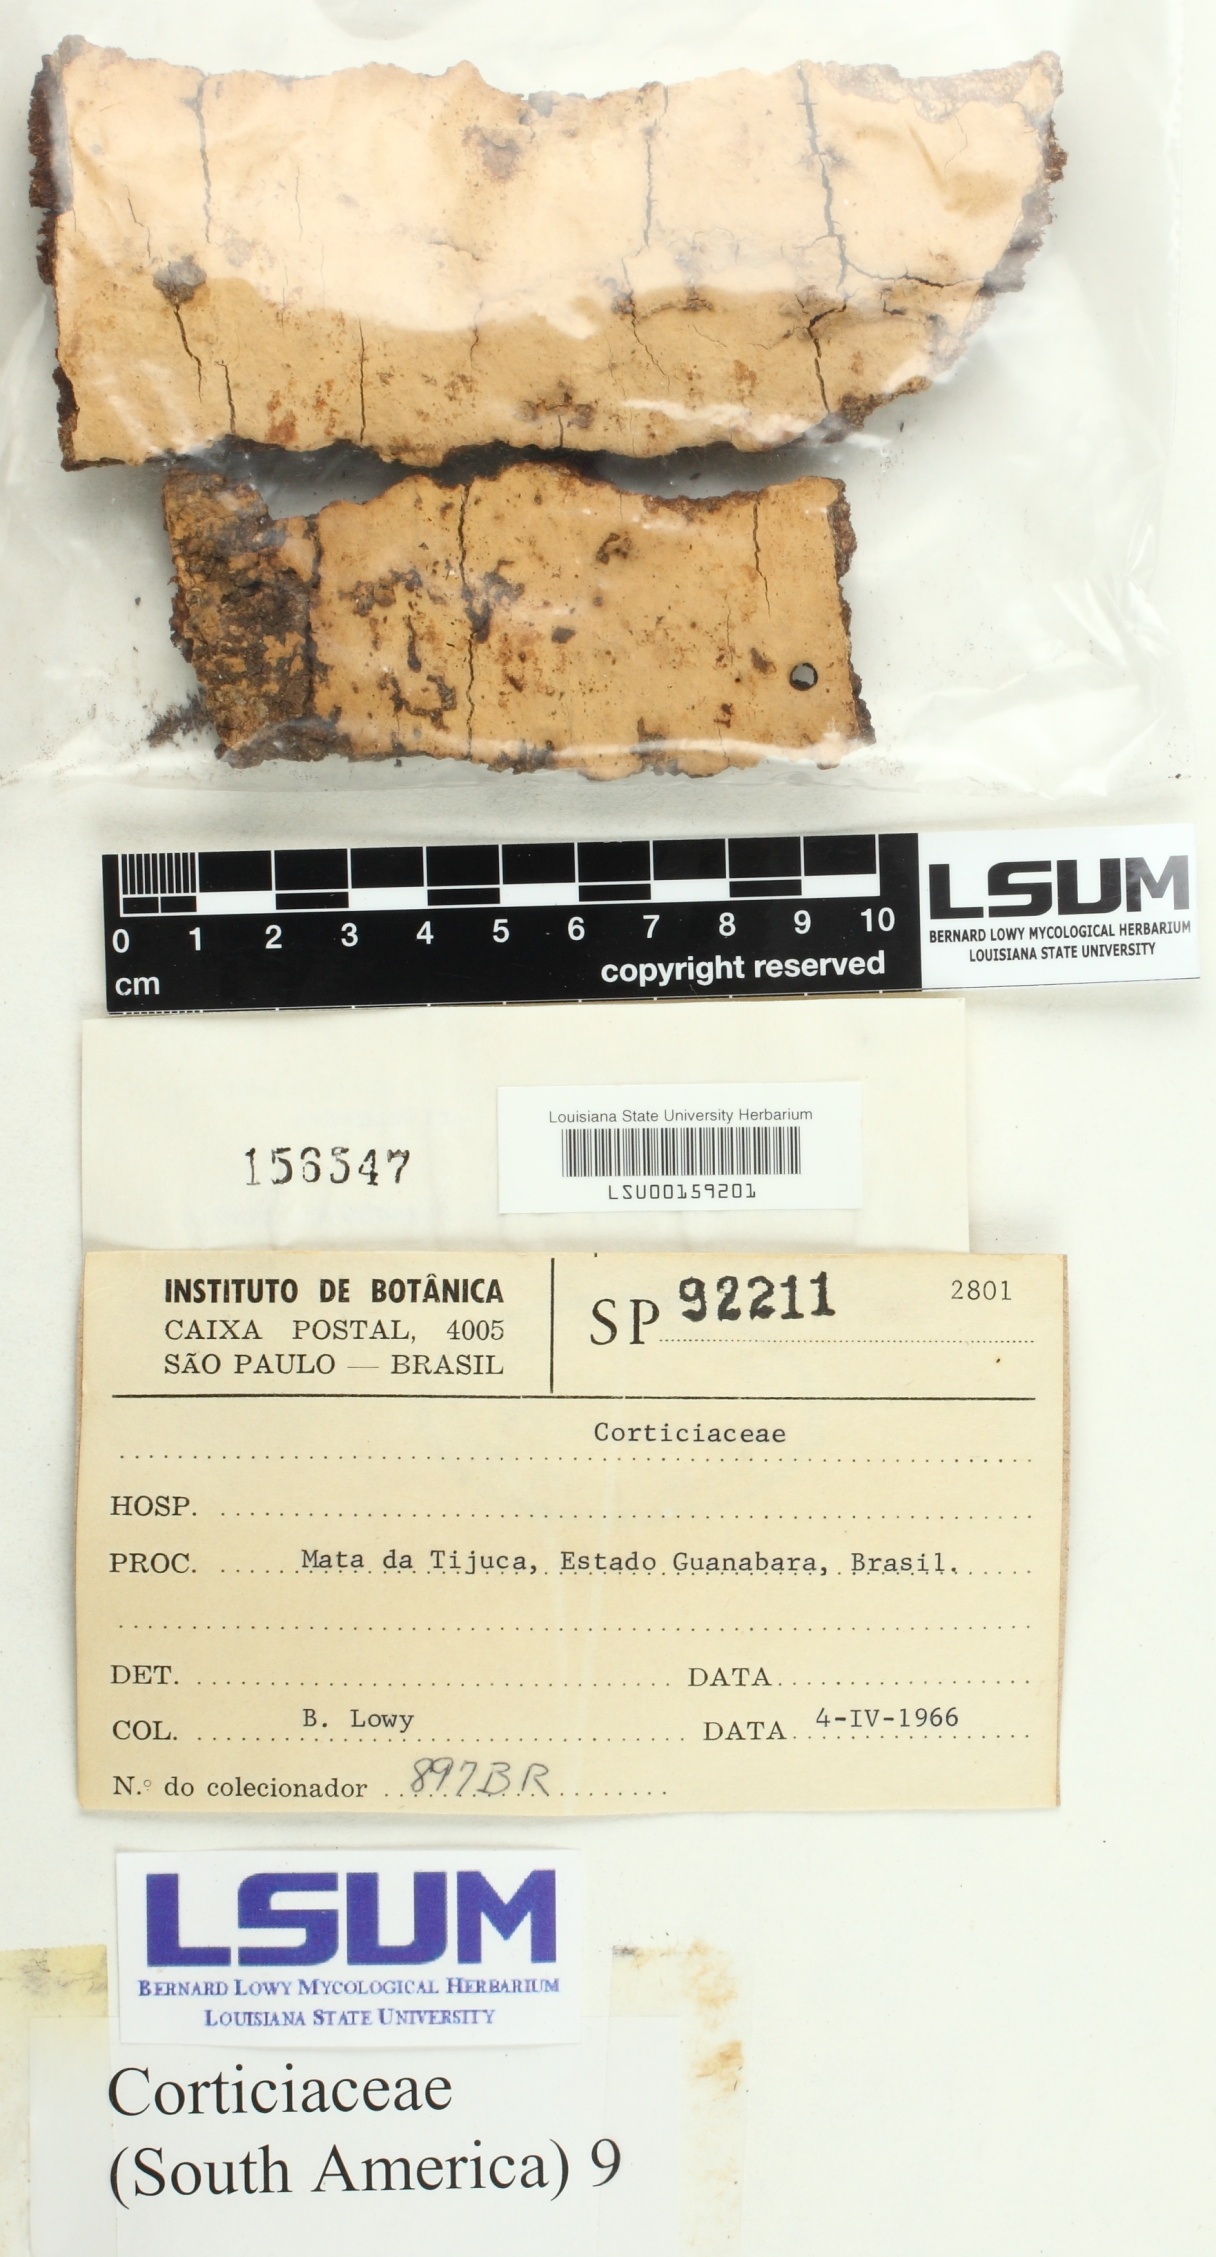 0 1 2 3 4 5 6 7 8 9 10
cm
copyright reserved
LSUM
BERNARD LOWY MYCOLOGICAL HERBARIUM
LOUISIANA STATE UNIVERSITY
Louisiana State University Herbarium
LSU00159201
156547
INSTITUTO DE BOTÂNICA
CAIXA POSTAL, 4005
SÃO PAULO — BRASIL
SP 92211
2801
Corticiaceae
HOSP.
PROC. Mata da Tijuca, Estado Guanabara, Brasil.
DET. DATA
COL. B. Lowy DATA 4-IV-1966
N.º do colecionador 897BR
LSUM
BERNARD LOWY MYCOLOGICAL HERBARIUM
LOUISIANA STATE UNIVERSITY
Corticiaceae
(South America) 9